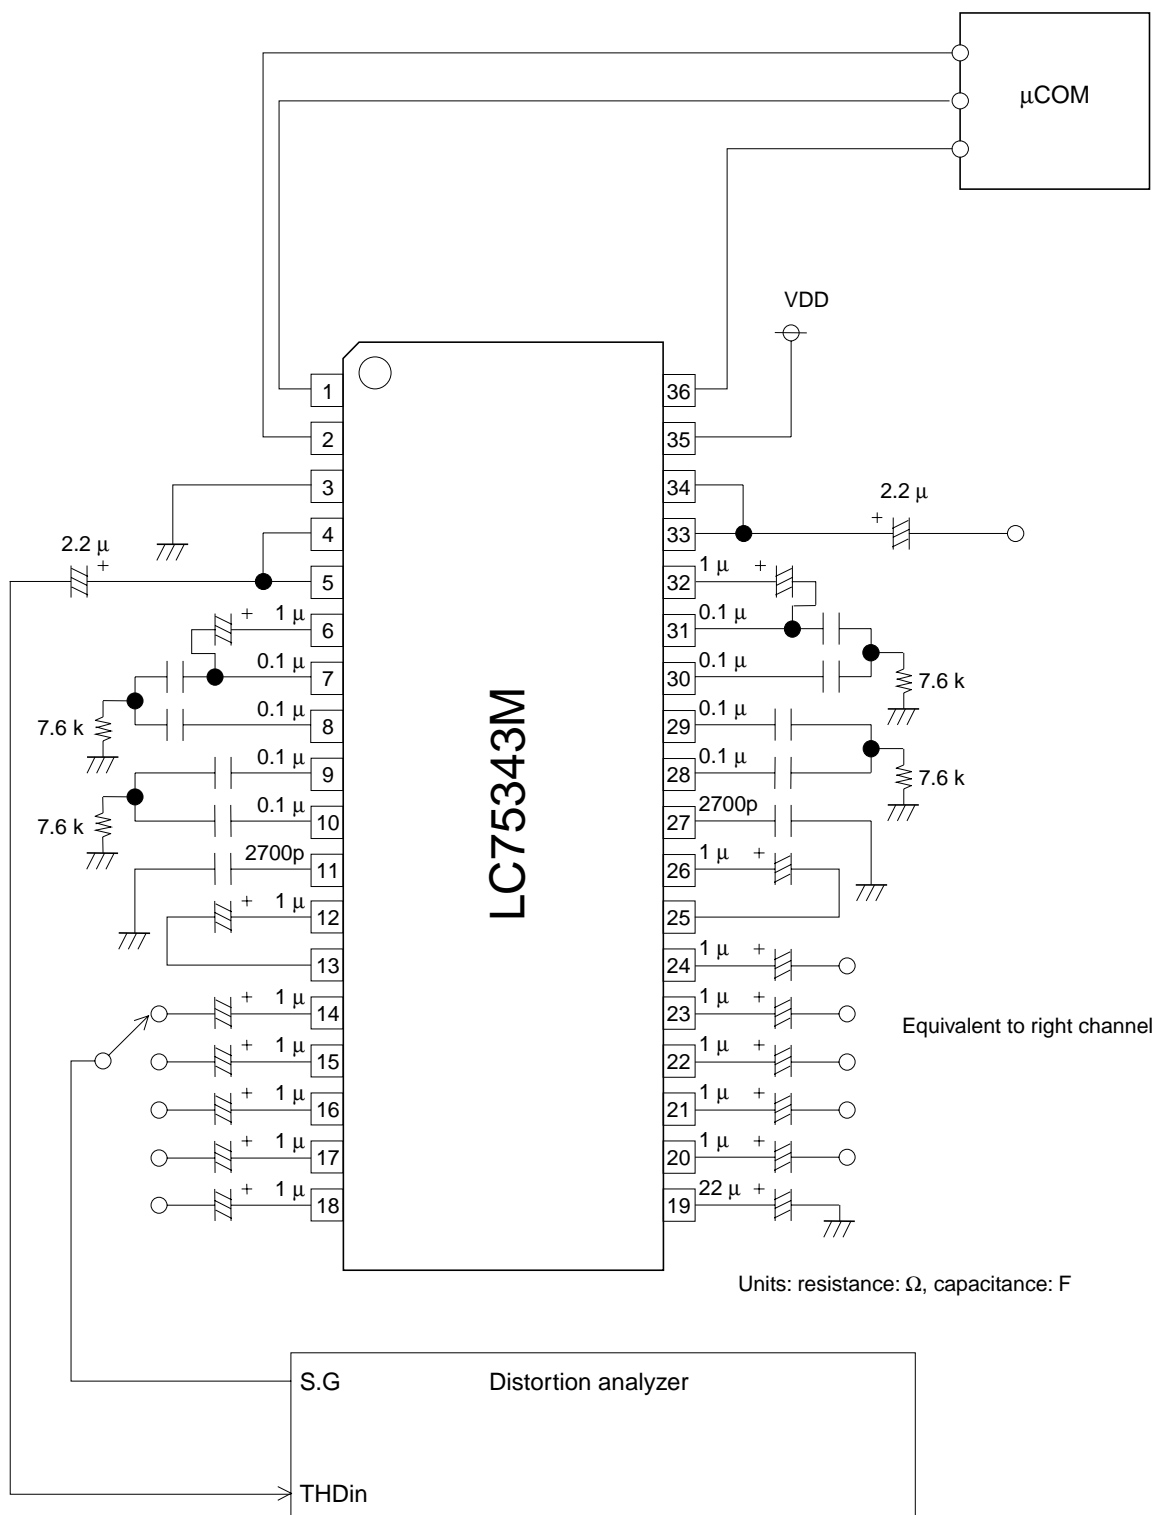 μCOM
VDD
1
36
2
35
3
34
2.2 μ
+
4
33
+
2.2 μ
+
5
32
1 μ
+
+
1 μ
6
31
0.1 μ
0.1 μ
7
30
0.1 μ
7.6 k
7.6 k
0.1 μ
8
29
0.1 μ
0.1 μ
9
28
0.1 μ
7.6 k
7.6 k
0.1 μ
10
27
2700p
2700p
11
26
1 μ
+
+
1 μ
12
25
13
24
1 μ
+
+
1 μ
14
23
1 μ
+
Equivalent to right channel
+
1 μ
15
22
1 μ
+
+
1 μ
16
21
1 μ
+
+
1 μ
17
20
1 μ
+
+
1 μ
18
19
22 μ
+
LC75343M
Units: resistance: Ω, capacitance: F
S.G
Distortion analyzer
THDin